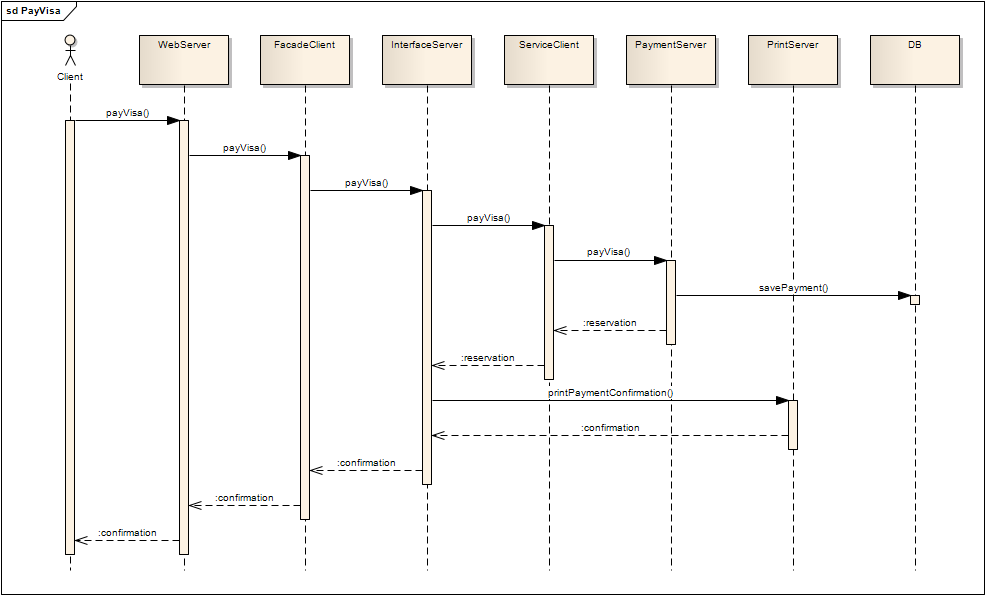 sd PayVisa
WebServer
FacadeClient
InterfaceServer
ServiceClient
PaymentServer
PrintServer
DB
Client
payVisa()
payVisa()
payVisa()
payVisa()
payVisa()
savePayment()
:reservation
:reservation
printPaymentConfirmation()
:confirmation
:confirmation
:confirmation
:confirmation